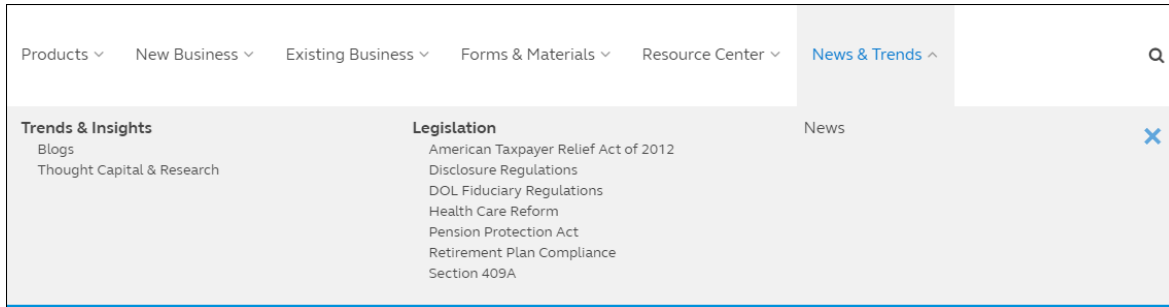 Products New Business Existing Business Forms & Materials Resource Center News & Trends
Trends & Insights
Blogs
Thought Capital & Research
Legislation
American Taxpayer Relief Act of 2012
Disclosure Regulations
DOL Fiduciary Regulations
Health Care Reform
Pension Protection Act
Retirement Plan Compliance
Section 409A
News